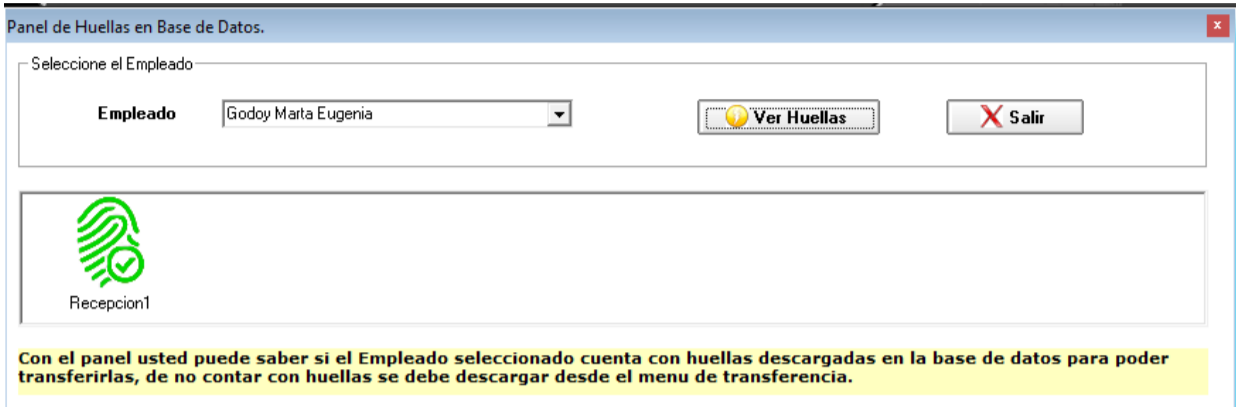 Panel de Huellas en Base de Datos.
x
Seleccione el Empleado
Empleado
Godoy Marta Eugenia
Ver Huellas
Salir
Recepcion1
Con el panel usted puede saber si el Empleado seleccionado cuenta con huellas descargadas en la base de datos para poder
transferirlas, de no contar con huellas se debe descargar desde el menu de transferencia.